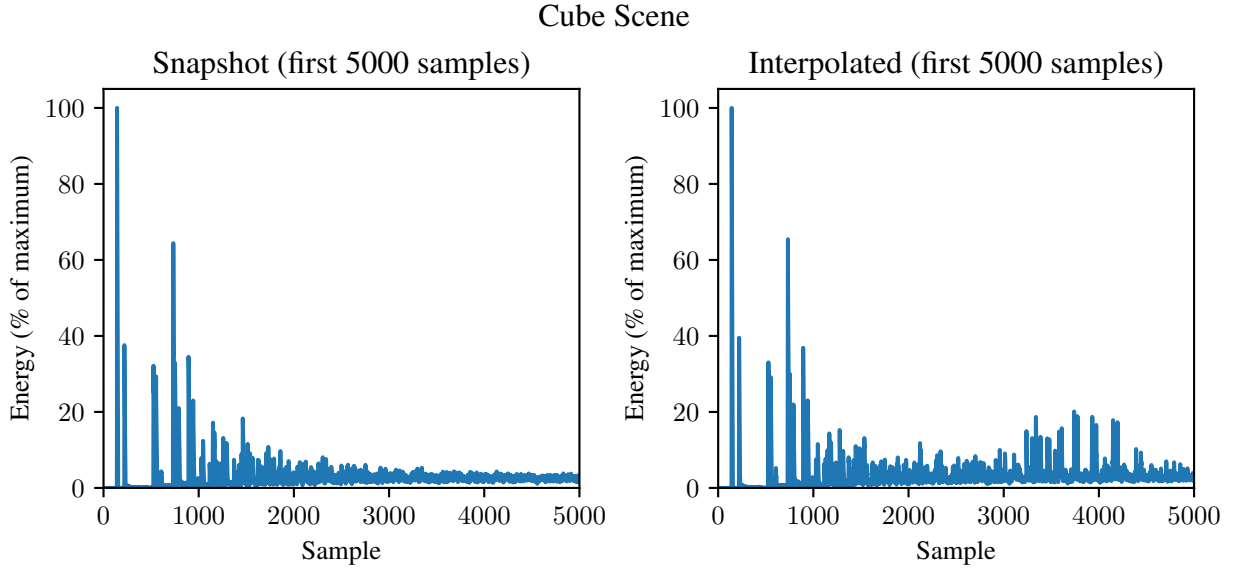 Cube Scene
Snapshot (first 5000 samples)
Energy (% of maximum)
100
80
60
40
20
0
0 1000 2000 3000 4000 5000
Sample
Interpolated (first 5000 samples)
Energy (% of maximum)
100
80
60
40
20
0
0 1000 2000 3000 4000 5000
Sample